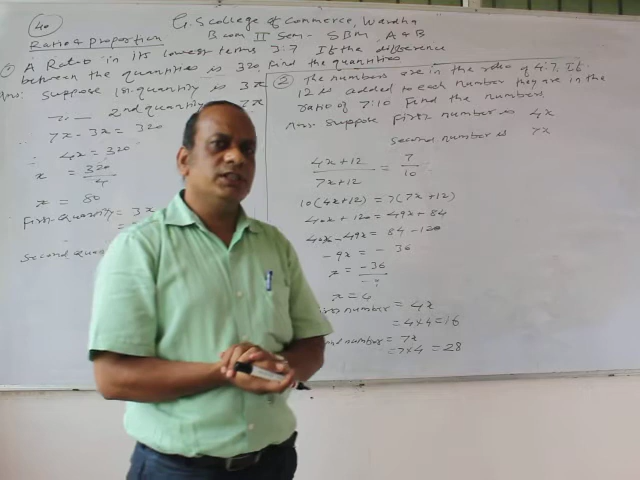 40
G.S college of Commerce, Wardha
Ratio & proportion
B com II Sem - SBM, A & B
① A Ratio in its lowest terms 3:7 If the difference
between the quantities is 320, find the quantities
Ans: Suppose 1st quantity is 3x
2nd quantity 7x
7x - 3x = 320
∴ 4x = 320
x = 320/4
x = 80
First Quantity = 3x
=
Second Qua
② The numbers are in the ratio of 4:7, If
12 is added to each number they are in the
ratio of 7:10 Find the numbers
Ans. Suppose First number is 4x
Second number is 7x
4x+12/7x+12 = 7/10
10(4x+12) = 7(7x+12)
40x + 120 = 49x + 84
40x - 49x = 84 - 120
-9x = - 36
x = -36/-9
x = 4
number = 4x
= 4x4 = 16
number = 7x
= 7x4 = 28